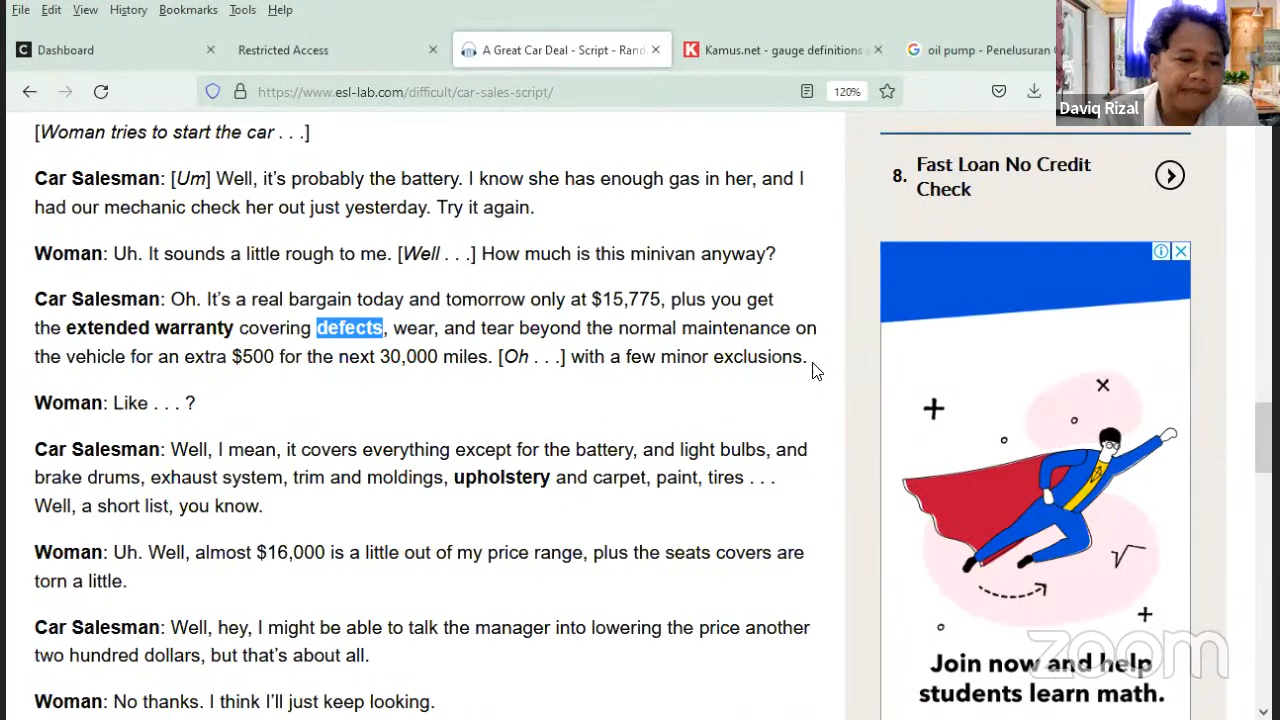 File Edit View History Bookmarks Tools Help
Dashboard
Restricted Access
A Great Car Deal - Script - Rand
Kamus.net - gauge definitions
oil pump - Penelusuran
https://www.esl-lab.com/difficult/car-sales-script/
120%
Daviq Rizal
[Woman tries to start the car . . .]
Car Salesman: [Um] Well, it's probably the battery. I know she has enough gas in her, and I
had our mechanic check her out just yesterday. Try it again.
Woman: Uh. It sounds a little rough to me. [Well . . .] How much is this minivan anyway?
Car Salesman: Oh. It's a real bargain today and tomorrow only at $15,775, plus you get
the extended warranty covering defects, wear, and tear beyond the normal maintenance on
the vehicle for an extra $500 for the next 30,000 miles. [Oh . . .] with a few minor exclusions.
Woman: Like . . . ?
Car Salesman: Well, I mean, it covers everything except for the battery, and light bulbs, and
brake drums, exhaust system, trim and moldings, upholstery and carpet, paint, tires . . .
Well, a short list, you know.
Woman: Uh. Well, almost $16,000 is a little out of my price range, plus the seats covers are
torn a little.
Car Salesman: Well, hey, I might be able to talk the manager into lowering the price another
two hundred dollars, but that's about all.
Woman: No thanks. I think I'll just keep looking.
8. Fast Loan No Credit
Check
Join now and help
students learn math.
zoom